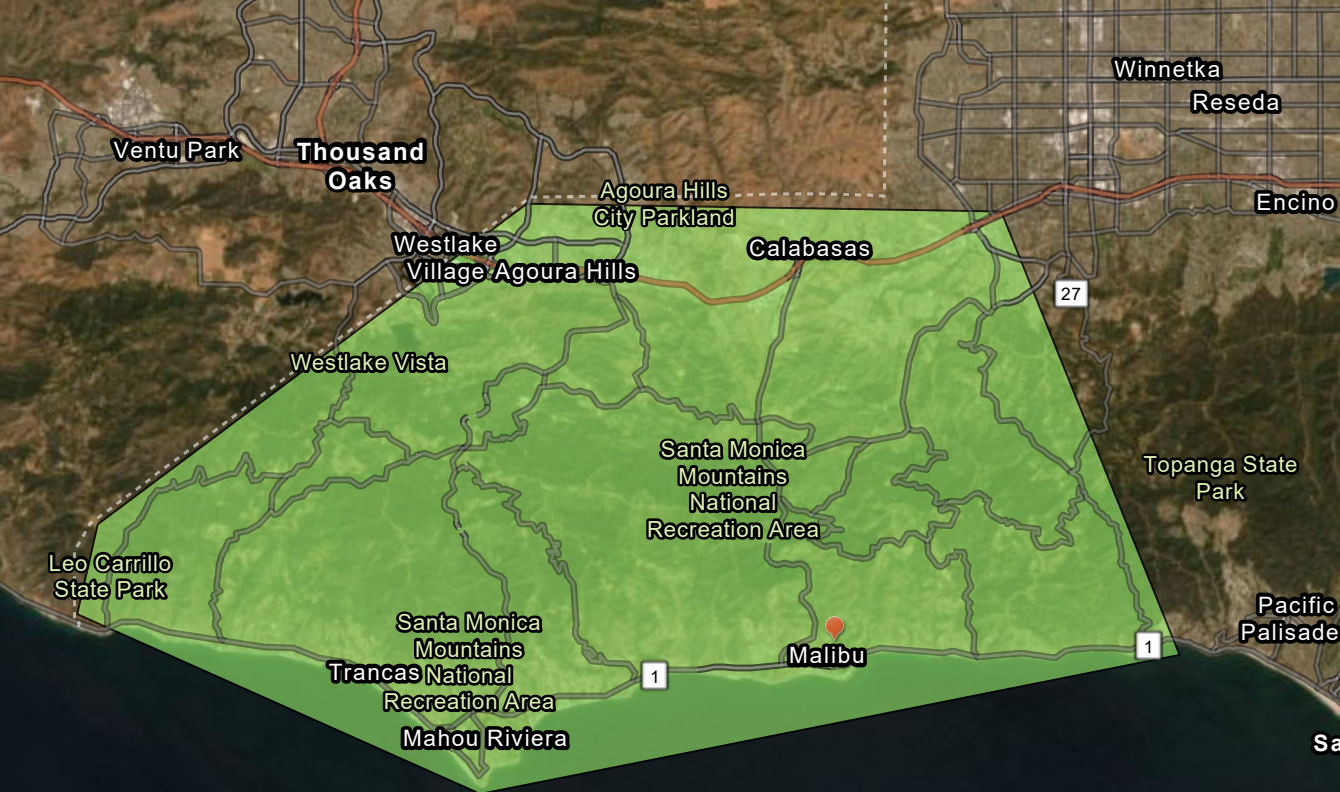 Winnetka
Reseda
Ventu Park
Thousand
Oaks
Agoura Hills
City Parkland
Encino
Westlake
Village
Agoura Hills
Calabasas
27
Westlake Vista
Santa Monica
Mountains
National
Recreation Area
Topanga State
Park
Leo Carrillo
State Park
Pacific
Palisade
Santa Monica
Mountains
National
Recreation Area
Trancas
Malibu
1
1
Mahou Riviera
Sa